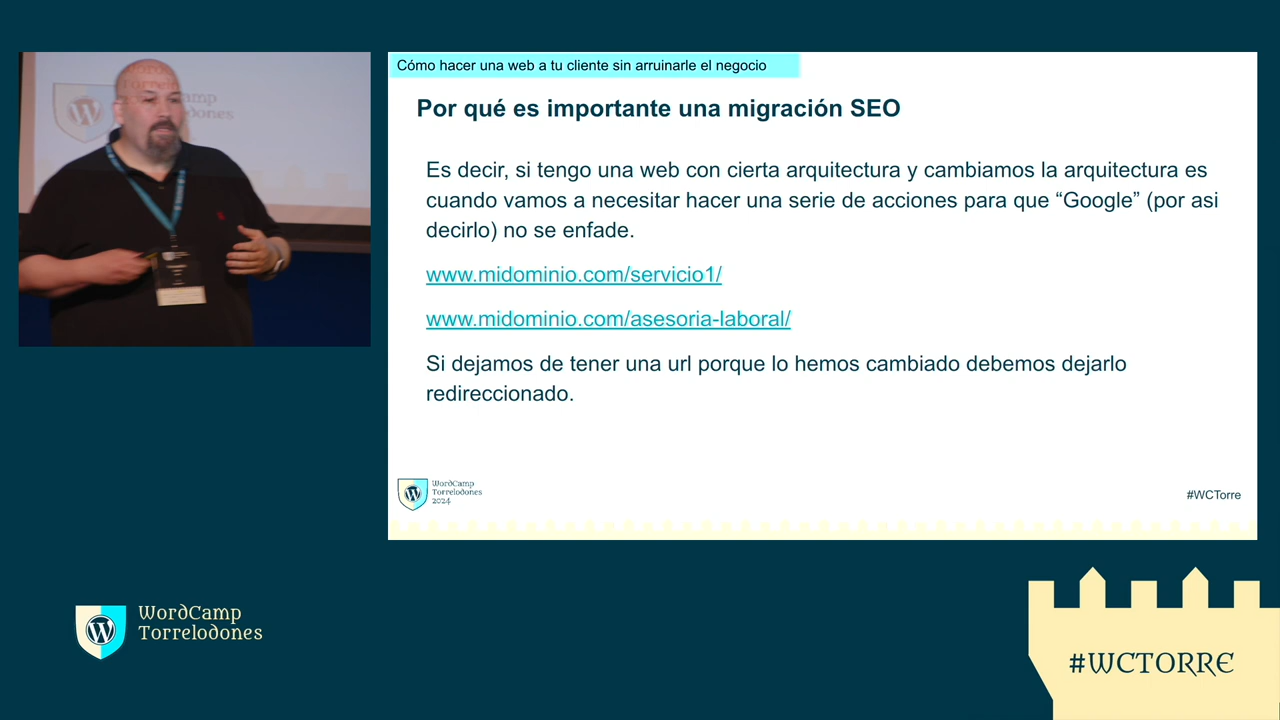 Cómo hacer una web a tu cliente sin arruinarle el negocio
Por qué es importante una migración SEO
Es decir, si tengo una web con cierta arquitectura y cambiamos la arquitectura es
cuando vamos a necesitar hacer una serie de acciones para que “Google” (por asi
decirlo) no se enfade.
www.midominio.com/servicio1/
www.midominio.com/asesoria-laboral/
Si dejamos de tener una url porque lo hemos cambiado debemos dejarlo
redireccionado.
WordCamp
Torrelodones
2024
#WCTorre
WordCamp
Torrelodones
#WCTORRE